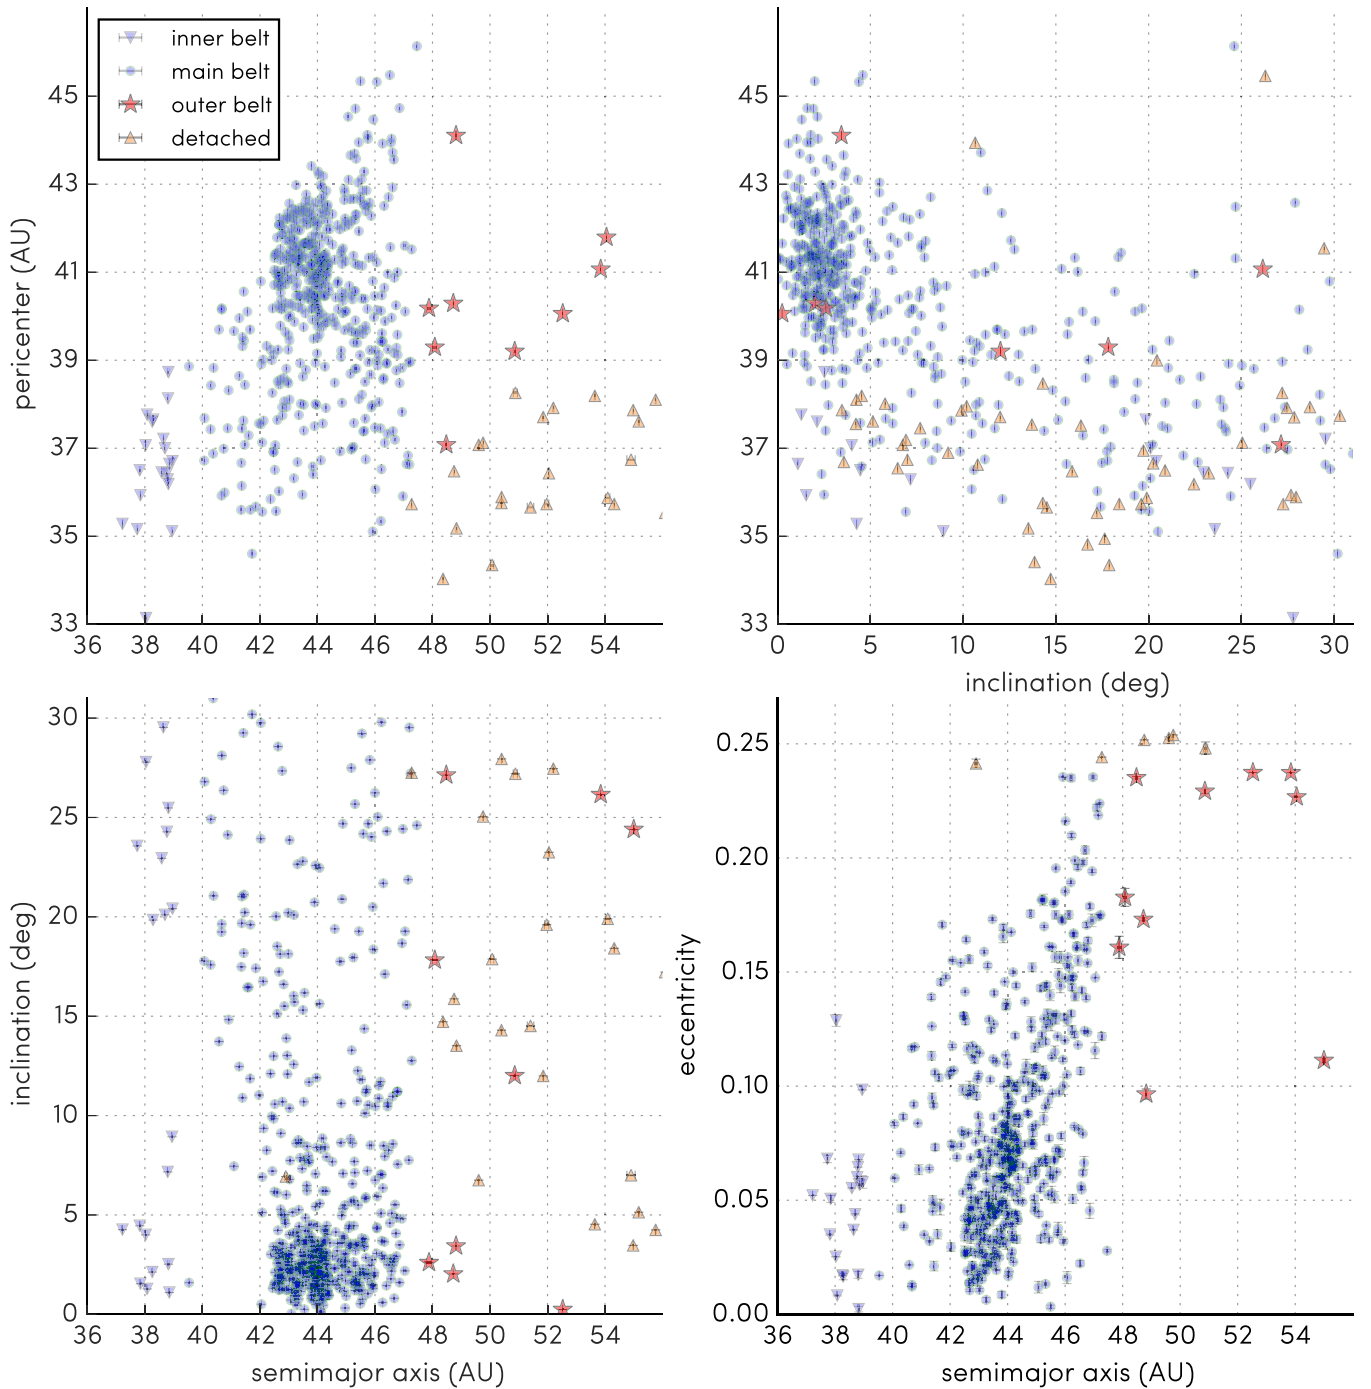 inner belt
main belt
outer belt
detached
45
43
41
39
37
35
33
pericenter (AU)
36 38 40 42 44 46 48 50 52 54
45
43
41
39
37
35
33
0 5 10 15 20 25 30
inclination (deg)
30
25
20
15
10
5
0
inclination (deg)
36 38 40 42 44 46 48 50 52 54
semimajor axis (AU)
0.25
0.20
0.15
0.10
0.05
0.00
eccentricity
36 38 40 42 44 46 48 50 52 54
semimajor axis (AU)